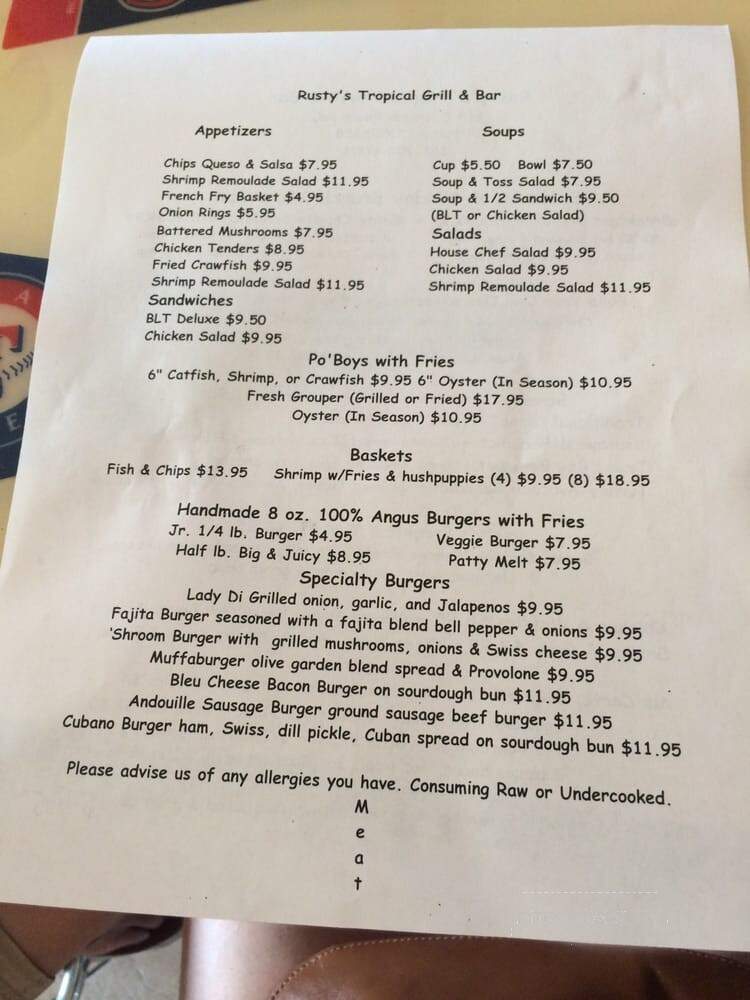 Rusty's Tropical Grill & Bar
Appetizers
Chips Queso & Salsa $7.95
Shrimp Remoulade Salad $11.95
French Fry Basket $4.95
Onion Rings $5.95
Battered Mushrooms $7.95
Chicken Tenders $8.95
Fried Crawfish $9.95
Shrimp Remoulade Salad $11.95
Sandwiches
BLT Deluxe $9.50
Chicken Salad $9.95
Soups
Cup $5.50 Bowl $7.50
Soup & Toss Salad $7.95
Soup & 1/2 Sandwich $9.50
(BLT or Chicken Salad)
Salads
House Chef Salad $9.95
Chicken Salad $9.95
Shrimp Remoulade Salad $11.95
Po'Boys with Fries
6" Catfish, Shrimp, or Crawfish $9.95 6" Oyster (In Season) $10.95
Fresh Grouper (Grilled or Fried) $17.95
Oyster (In Season) $10.95
Baskets
Fish & Chips $13.95 Shrimp w/Fries & hushpuppies (4) $9.95 (8) $18.95
Handmade 8 oz. 100% Angus Burgers with Fries
Jr. 1/4 lb. Burger $4.95 Veggie Burger $7.95
Half lb. Big & Juicy $8.95 Patty Melt $7.95
Specialty Burgers
Lady Di Grilled onion, garlic, and Jalapenos $9.95
Fajita Burger seasoned with a fajita blend bell pepper & onions $9.95
'Shroom Burger with grilled mushrooms, onions & Swiss cheese $9.95
Muffaburger olive garden blend spread & Provolone $9.95
Bleu Cheese Bacon Burger on sourdough bun $11.95
Andouille Sausage Burger ground sausage beef burger $11.95
Cubano Burger ham, Swiss, dill pickle, Cuban spread on sourdough bun $11.95
Please advise us of any allergies you have. Consuming Raw or Undercooked.
M
e
a
t